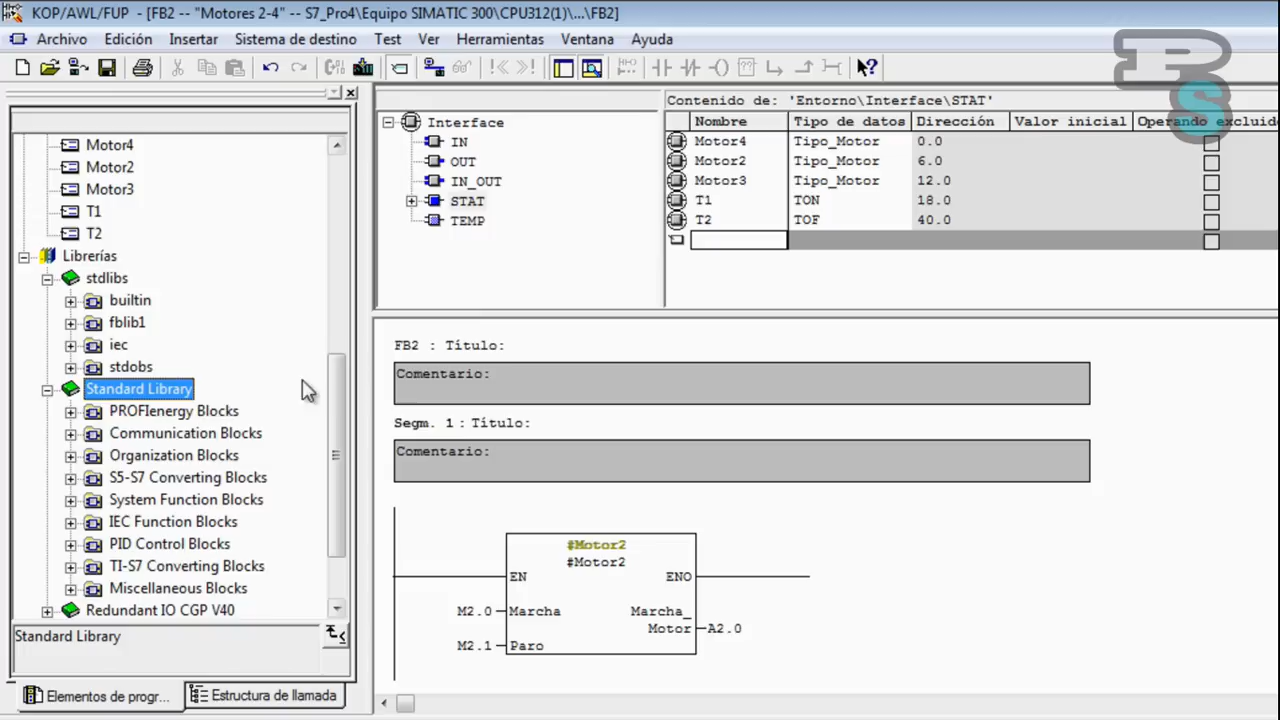 KOP/AWL/FUP - [FB2 -- "Motores 2-4" -- S7_Pro4\Equipo SIMATIC 300\CPU312(1)\...\FB2]
Archivo Edición Insertar Sistema de destino Test Ver Herramientas Ventana Ayuda
PS
Motor4
Motor2
Motor3
T1
T2
Librerías
stdlibs
builtin
fblib1
iec
stdobs
Standard Library
PROFIenergy Blocks
Communication Blocks
Organization Blocks
S5-S7 Converting Blocks
System Function Blocks
IEC Function Blocks
PID Control Blocks
TI-S7 Converting Blocks
Miscellaneous Blocks
Redundant IO CGP V40
Standard Library
Elementos de progr... Estructura de llamada
Interface
IN
OUT
IN_OUT
STAT
TEMP
Contenido de: 'Entorno\Interface\STAT'
Nombre Tipo de datos Dirección Valor inicial Operando excluido
Motor4 Tipo_Motor 0.0
Motor2 Tipo_Motor 6.0
Motor3 Tipo_Motor 12.0
T1 TON 18.0
T2 TOF 40.0
FB2 : Título:
Comentario:
Segm. 1 : Título:
Comentario:
#Motor2
#Motor2
EN ENO
M2.0 Marcha Marcha_
Motor A2.0
M2.1 Paro